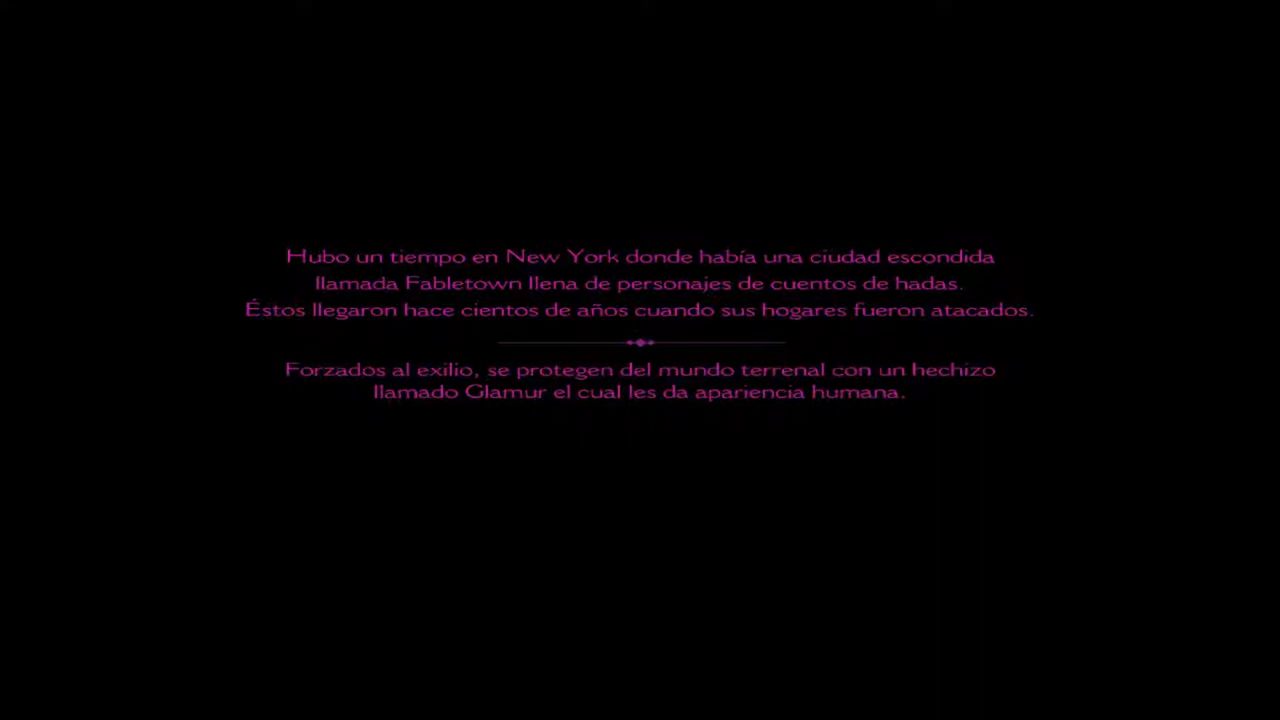 Hubo un tiempo en New York donde había una ciudad escondida
llamada Fabletown llena de personajes de cuentos de hadas.
Éstos llegaron hace cientos de años cuando sus hogares fueron atacados.
Forzados al exilio, se protegen del mundo terrenal con un hechizo
llamado Glamur el cual les da apariencia humana.